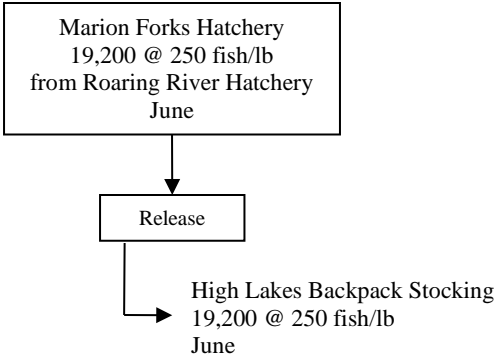 Marion Forks Hatchery
19,200 @ 250 fish/lb
from Roaring River Hatchery
June
Release
High Lakes Backpack Stocking
19,200 @ 250 fish/lb
June